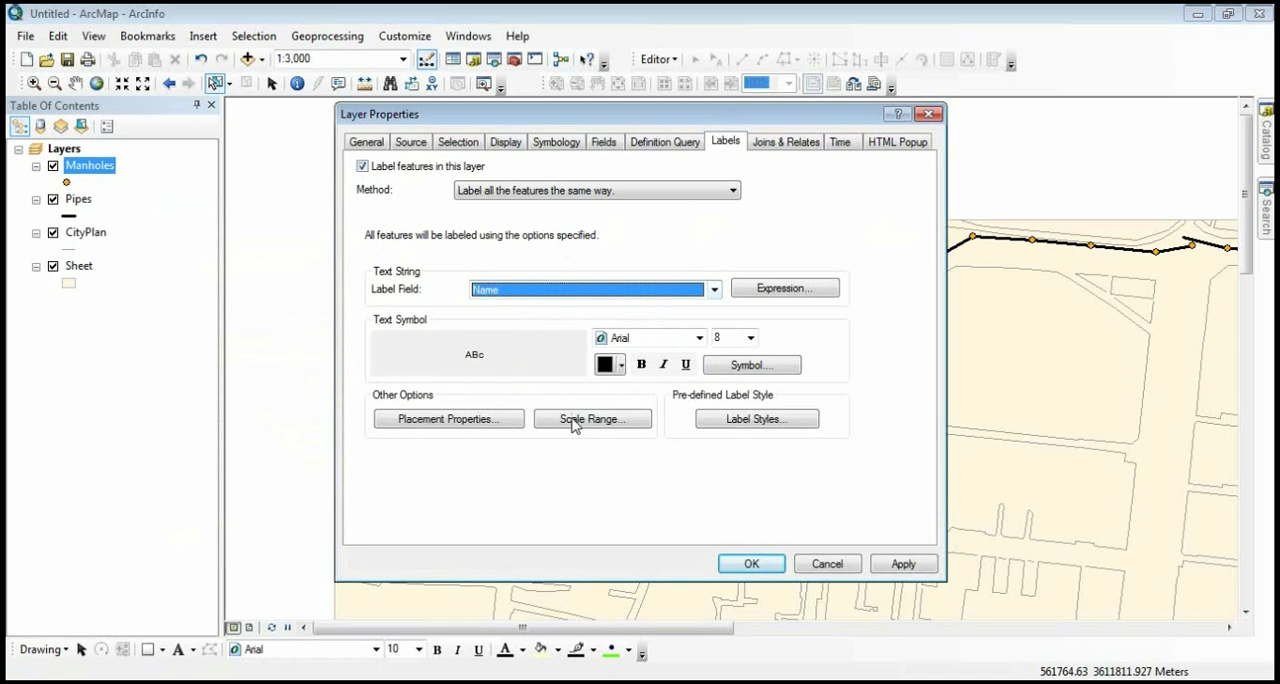 Untitled - ArcMap - ArcInfo
File Edit View Bookmarks Insert Selection Geoprocessing Customize Windows Help
1:3,000 Editor
Table Of Contents
Layers
Manholes
Pipes
CityPlan
Sheet
Layer Properties
General Source Selection Display Symbology Fields Definition Query Labels Joins & Relates Time HTML Popup
Label features in this layer
Method: Label all the features the same way.
All features will be labeled using the options specified.
Text String
Label Field: Name Expression...
Text Symbol
ABc
Arial 8
B I U Symbol....
Other Options
Placement Properties... Scale Range...
Pre-defined Label Style
Label Styles...
OK Cancel Apply
Catalog
Search
Drawing A Arial 10 B I U A
561764.63 3611811.927 Meters